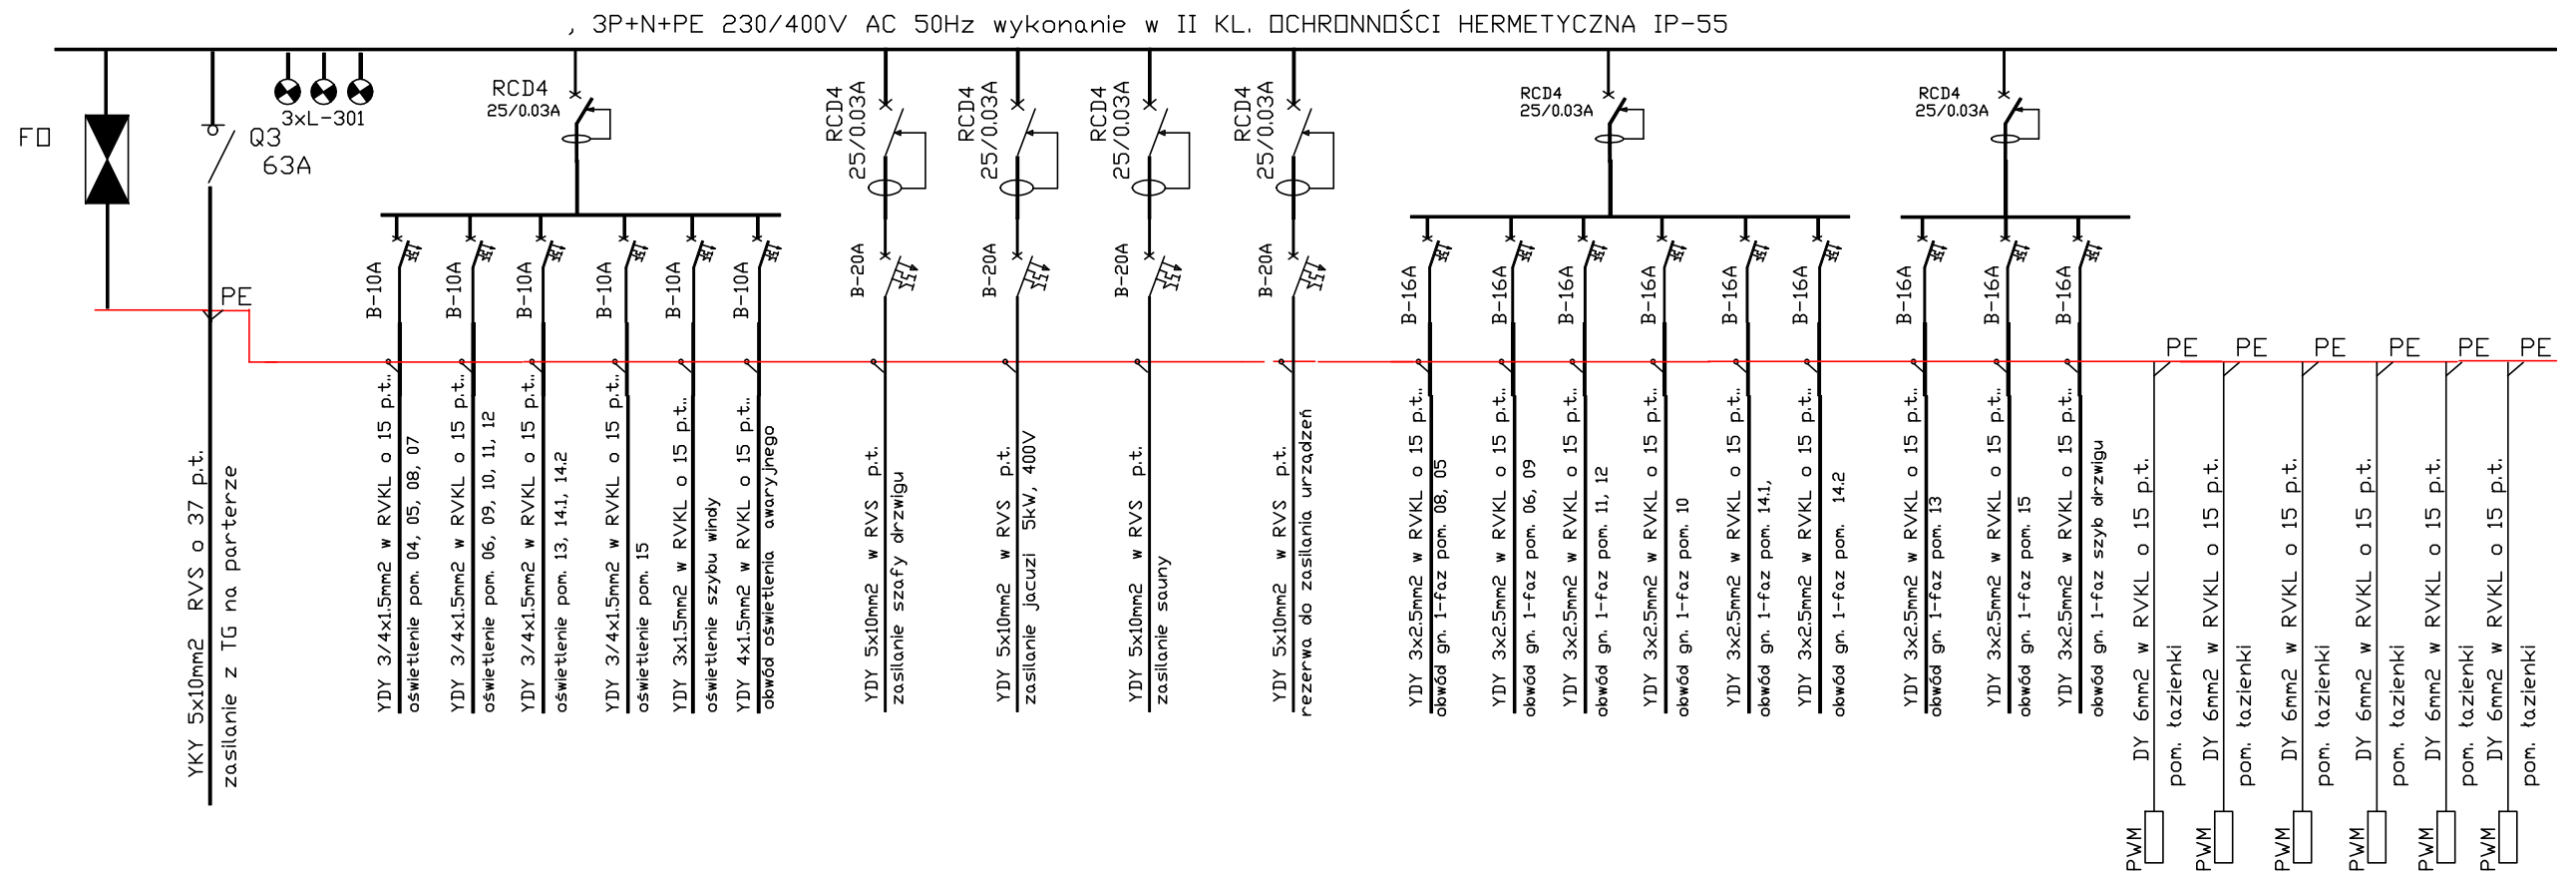 , 3P+N+PE 230/400V AC 50Hz wykonanie w II KL. OCHRONNOŚCI HERMETYCZNA IP-55
FO
Q3
63A
3xL-301
PE
YKY 5x10mm2 RVS o 37 p.t.
zasilanie z TG na parterze
RCD4
25/0.03A
B-10A
YDY 3/4x1.5mm2 w RVKL o 15 p.t..
oświetlenie pom. 04, 05, 08, 07
B-10A
YDY 3/4x1.5mm2 w RVKL o 15 p.t..
oświetlenie pom. 06, 09, 10, 11, 12
B-10A
YDY 3/4x1.5mm2 w RVKL o 15 p.t..
oświetlenie pom. 13, 14.1, 14.2
B-10A
YDY 3/4x1.5mm2 w RVKL o 15 p.t..
oświetlenie pom. 15
B-10A
YDY 3x1.5mm2 w RVKL o 15 p.t..
oświetlenie szybu windy
B-10A
YDY 4x1.5mm2 w RVKL o 15 p.t..
obwód oświetlenia awaryjnego
RCD4
25/0.03A
B-20A
YDY 5x10mm2 w RVS p.t.
zasilanie szafy drzwigu
RCD4
25/0.03A
B-20A
YDY 5x10mm2 w RVS p.t.
zasilanie jacuzi 5kW, 400V
RCD4
25/0.03A
B-20A
YDY 5x10mm2 w RVS p.t.
zasilanie sauny
RCD4
25/0.03A
B-20A
YDY 5x10mm2 w RVS p.t.
rezerwa do zasilania urządzeń
RCD4
25/0.03A
B-16A
YDY 3x2.5mm2 w RVKL o 15 p.t..
obwód gn. 1-faz pom. 08, 05
B-16A
YDY 3x2.5mm2 w RVKL o 15 p.t..
obwód gn. 1-faz pom. 06, 09
B-16A
YDY 3x2.5mm2 w RVKL o 15 p.t..
obwód gn. 1-faz pom. 11, 12
B-16A
YDY 3x2.5mm2 w RVKL o 15 p.t..
obwód gn. 1-faz pom. 10
B-16A
YDY 3x2.5mm2 w RVKL o 15 p.t..
obwód gn. 1-faz pom. 14.1,
B-16A
YDY 3x2.5mm2 w RVKL o 15 p.t..
obwód gn. 1-faz pom. 14.2
RCD4
25/0.03A
B-16A
YDY 3x2.5mm2 w RVKL o 15 p.t..
obwód gn. 1-faz pom. 13
B-16A
YDY 3x2.5mm2 w RVKL o 15 p.t..
obwód gn. 1-faz pom. 15
B-16A
YDY 3x2.5mm2 w RVKL o 15 p.t..
obwód gn. 1-faz szyb drzwigu
PE
DY 6mm2 w RVKL o 15 p.t.
pom. łazienki
PWM
PE
DY 6mm2 w RVKL o 15 p.t.
pom. łazienki
PWM
PE
DY 6mm2 w RVKL o 15 p.t.
pom. łazienki
PWM
PE
DY 6mm2 w RVKL o 15 p.t.
pom. łazienki
PWM
PE
DY 6mm2 w RVKL o 15 p.t.
pom. łazienki
PWM
PE
DY 6mm2 w RVKL o 15 p.t.
pom. łazienki
PWM